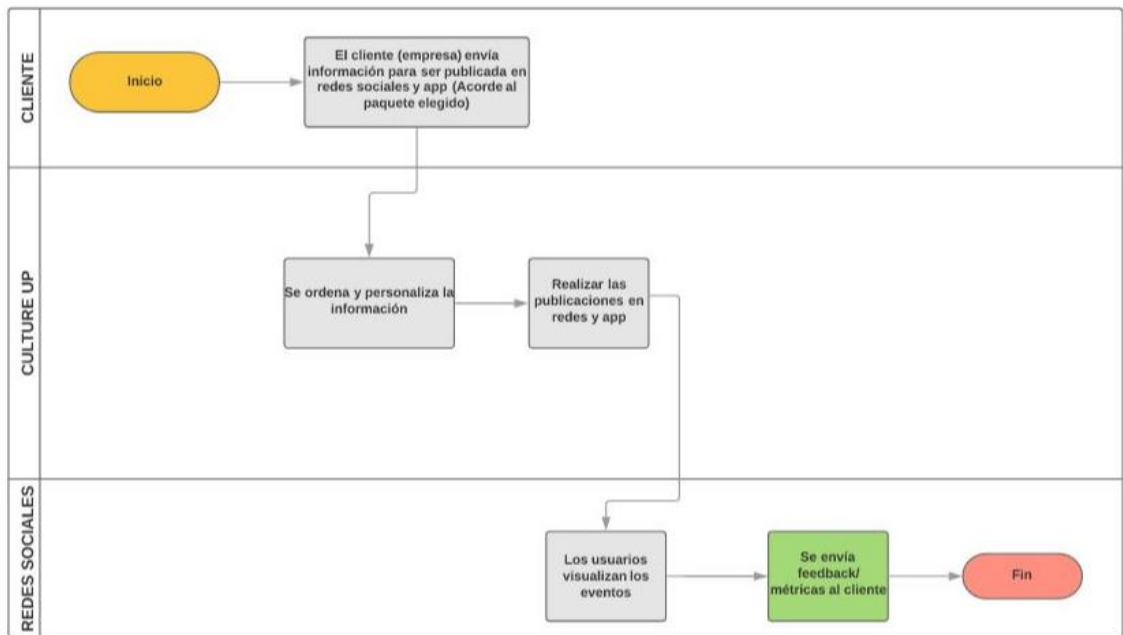 CLIENTE
Inicio
El cliente (empresa) envía
información para ser publicada en
redes sociales y app (Acorde al
paquete elegido)
CULTURE UP
Se ordena y personaliza la
información
Realizar las
publicaciones en
redes y app
REDES SOCIALES
Los usuarios
visualizan los
eventos
Se envía
feedback/
métricas al cliente
Fin